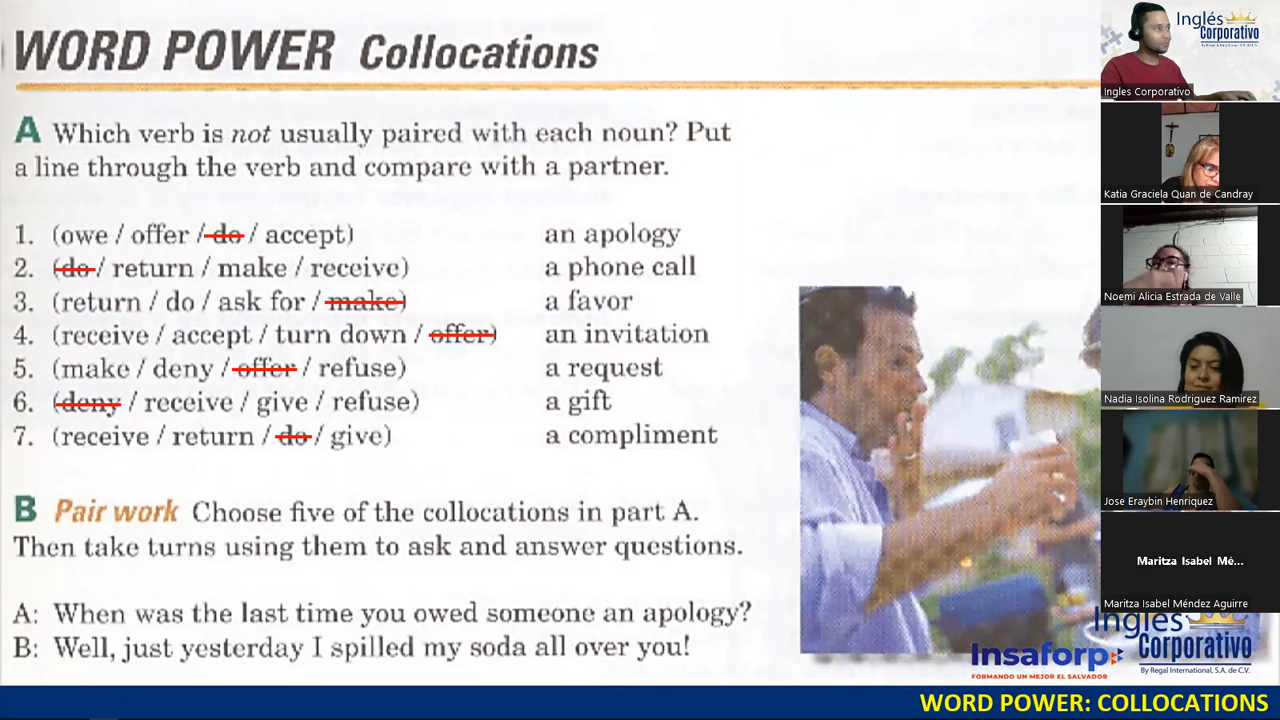 WORD POWER Collocations
A Which verb is not usually paired with each noun? Put
a line through the verb and compare with a partner.
1. (owe / offer / do / accept) an apology
2. (do / return / make / receive) a phone call
3. (return / do / ask for / make) a favor
4. (receive / accept / turn down / offer) an invitation
5. (make / deny / offer / refuse) a request
6. (deny / receive / give / refuse) a gift
7. (receive / return / do / give) a compliment
B Pair work Choose five of the collocations in part A.
Then take turns using them to ask and answer questions.
A: When was the last time you owed someone an apology?
B: Well, just yesterday I spilled my soda all over you!
Insaforp
FORMANDO UN MEJOR EL SALVADOR
Inglés
Corporativo
By Regal International, S.A. de C.V.
WORD POWER: COLLOCATIONS
Inglés
Corporativo
By Regal International, S.A. de C.V.
Ingles Corporativo
Katia Graciela Quan de Candray
Noemi Alicia Estrada de Valle
Nadia Isolina Rodriguez Ramirez
Jose Eraybin Henriquez
Maritza Isabel Mé...
Maritza Isabel Méndez Aguirre